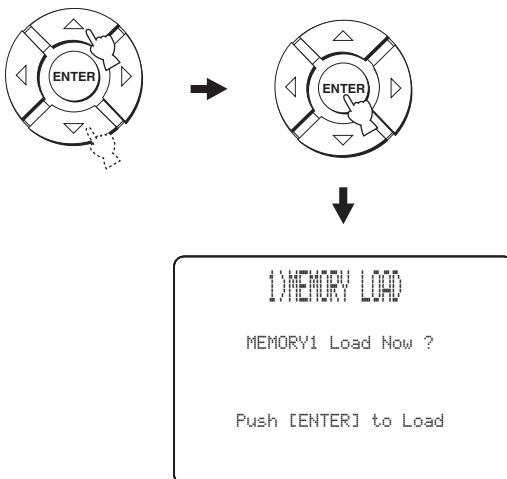 ENTER
ENTER
1)MEMORY LOAD
MEMORY1 Load Now ?
Push [ENTER] to Load